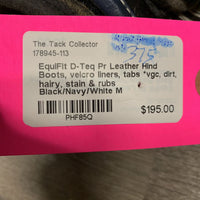 The Tack Collector
178945-113
375
EquiFit D-Teq Pr Leather Hind
Boots, velcro liners, tabs *vgc, dirt,
hairy, stain & rubs
Black/Navy/White M
$195.00
PHF85Q